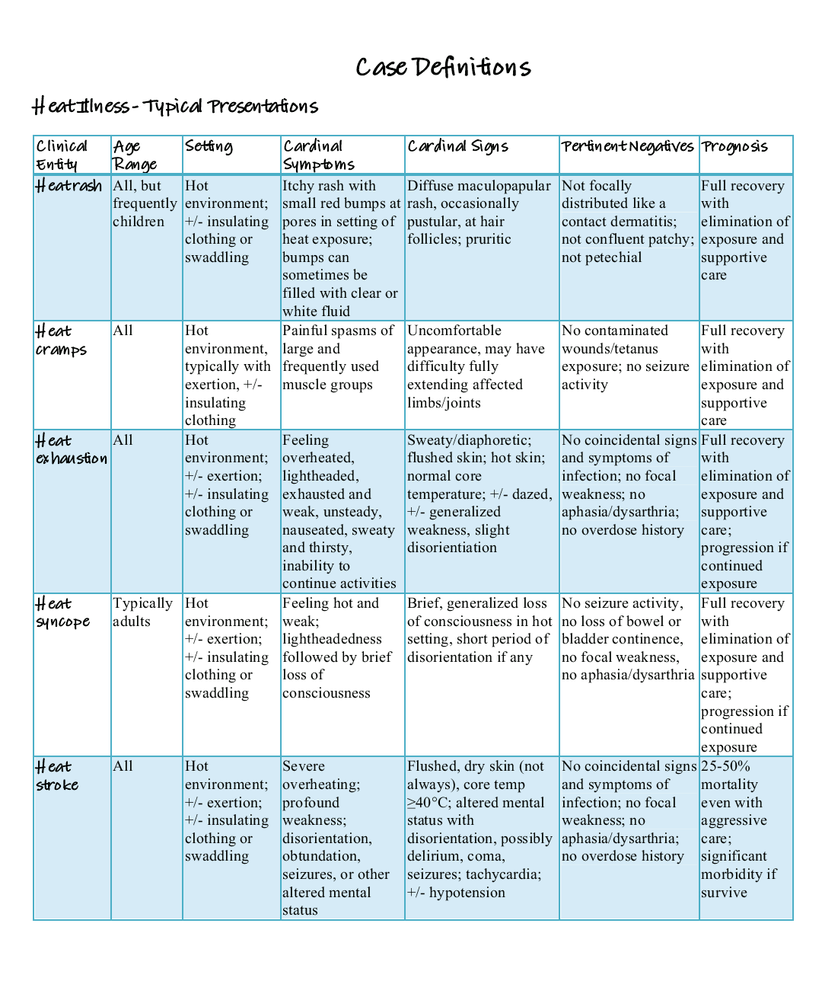 Case Definitions
Heat Illness - Typical Presentations
Clinical
Entity
Age
Range
Setting
Cardinal
Symptoms
Cardinal Signs
Pertinent Negatives
Prognosis
Heat rash
All, but
frequently
children
Hot
environment;
+/- insulating
clothing or
swaddling
Itchy rash with
small red bumps at
pores in setting of
heat exposure;
bumps can
sometimes be
filled with clear or
white fluid
Diffuse maculopapular
rash, occasionally
pustular, at hair
follicles; pruritic
Not focally
distributed like a
contact dermatitis;
not confluent patchy;
not petechial
Full recovery
with
elimination of
exposure and
supportive
care
Heat
cramps
All
Hot
environment,
typically with
exertion, +/-
insulating
clothing
Painful spasms of
large and
frequently used
muscle groups
Uncomfortable
appearance, may have
difficulty fully
extending affected
limbs/joints
No contaminated
wounds/tetanus
exposure; no seizure
activity
Full recovery
with
elimination of
exposure and
supportive
care
Heat
exhaustion
All
Hot
environment;
+/- exertion;
+/- insulating
clothing or
swaddling
Feeling
overheated,
lightheaded,
exhausted and
weak, unsteady,
nauseated, sweaty
and thirsty,
inability to
continue activities
Sweaty/diaphoretic;
flushed skin; hot skin;
normal core
temperature; +/- dazed,
+/- generalized
weakness, slight
disorientiation
No coincidental signs
and symptoms of
infection; no focal
weakness; no
aphasia/dysarthria;
no overdose history
Full recovery
with
elimination of
exposure and
supportive
care;
progression if
continued
exposure
Heat
syncope
Typically
adults
Hot
environment;
+/- exertion;
+/- insulating
clothing or
swaddling
Feeling hot and
weak;
lightheadedness
followed by brief
loss of
consciousness
Brief, generalized loss
of consciousness in hot
setting, short period of
disorientation if any
No seizure activity,
no loss of bowel or
bladder continence,
no focal weakness,
no aphasia/dysarthria
Full recovery
with
elimination of
exposure and
supportive
care;
progression if
continued
exposure
Heat
stroke
All
Hot
environment;
+/- exertion;
+/- insulating
clothing or
swaddling
Severe
overheating;
profound
weakness;
disorientation,
obtundation,
seizures, or other
altered mental
status
Flushed, dry skin (not
always), core temp
≥40°C; altered mental
status with
disorientation, possibly
delirium, coma,
seizures; tachycardia;
+/- hypotension
No coincidental signs
and symptoms of
infection; no focal
weakness; no
aphasia/dysarthria;
no overdose history
25-50%
mortality
even with
aggressive
care;
significant
morbidity if
survive